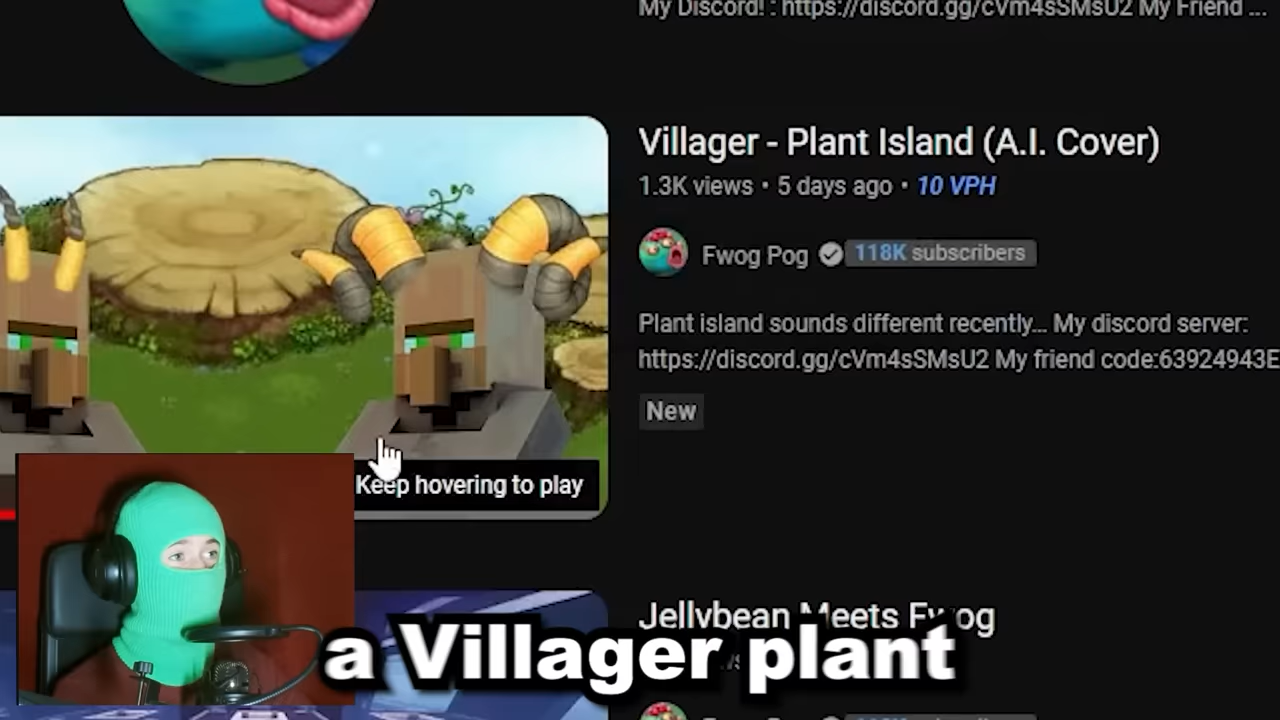 My Discord! : https://discord.gg/cVm4sSMsU2 My Friend ...
Villager - Plant Island (A.I. Cover)
1.3K views • 5 days ago • 10 VPH
Fwog Pog 118K subscribers
Plant island sounds different recently... My discord server:
https://discord.gg/cVm4sSMsU2 My friend code:63924943E
New
Keep hovering to play
Jellybean Meets Fwog
a Villager plant